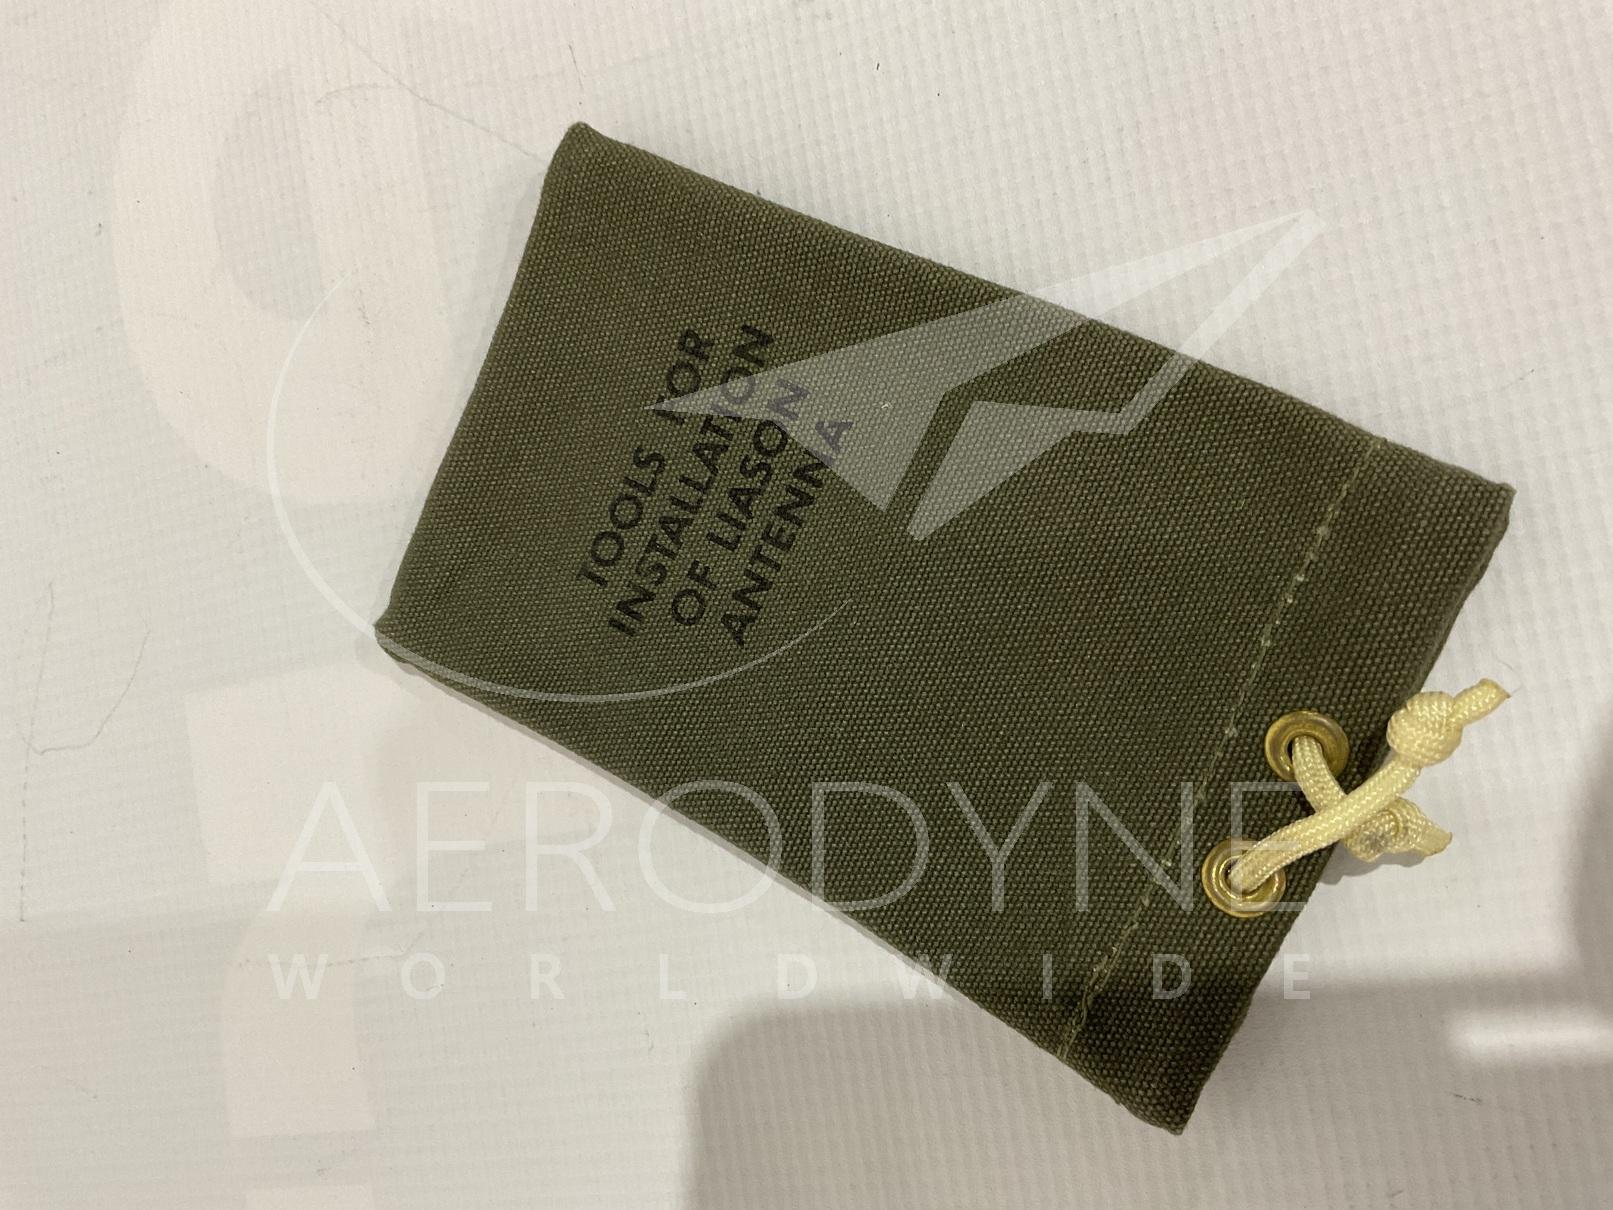 TOOLS FOR
INSTALLATION
OF LIASON
ANTENNA
AERODYNE
WORLDWIDE